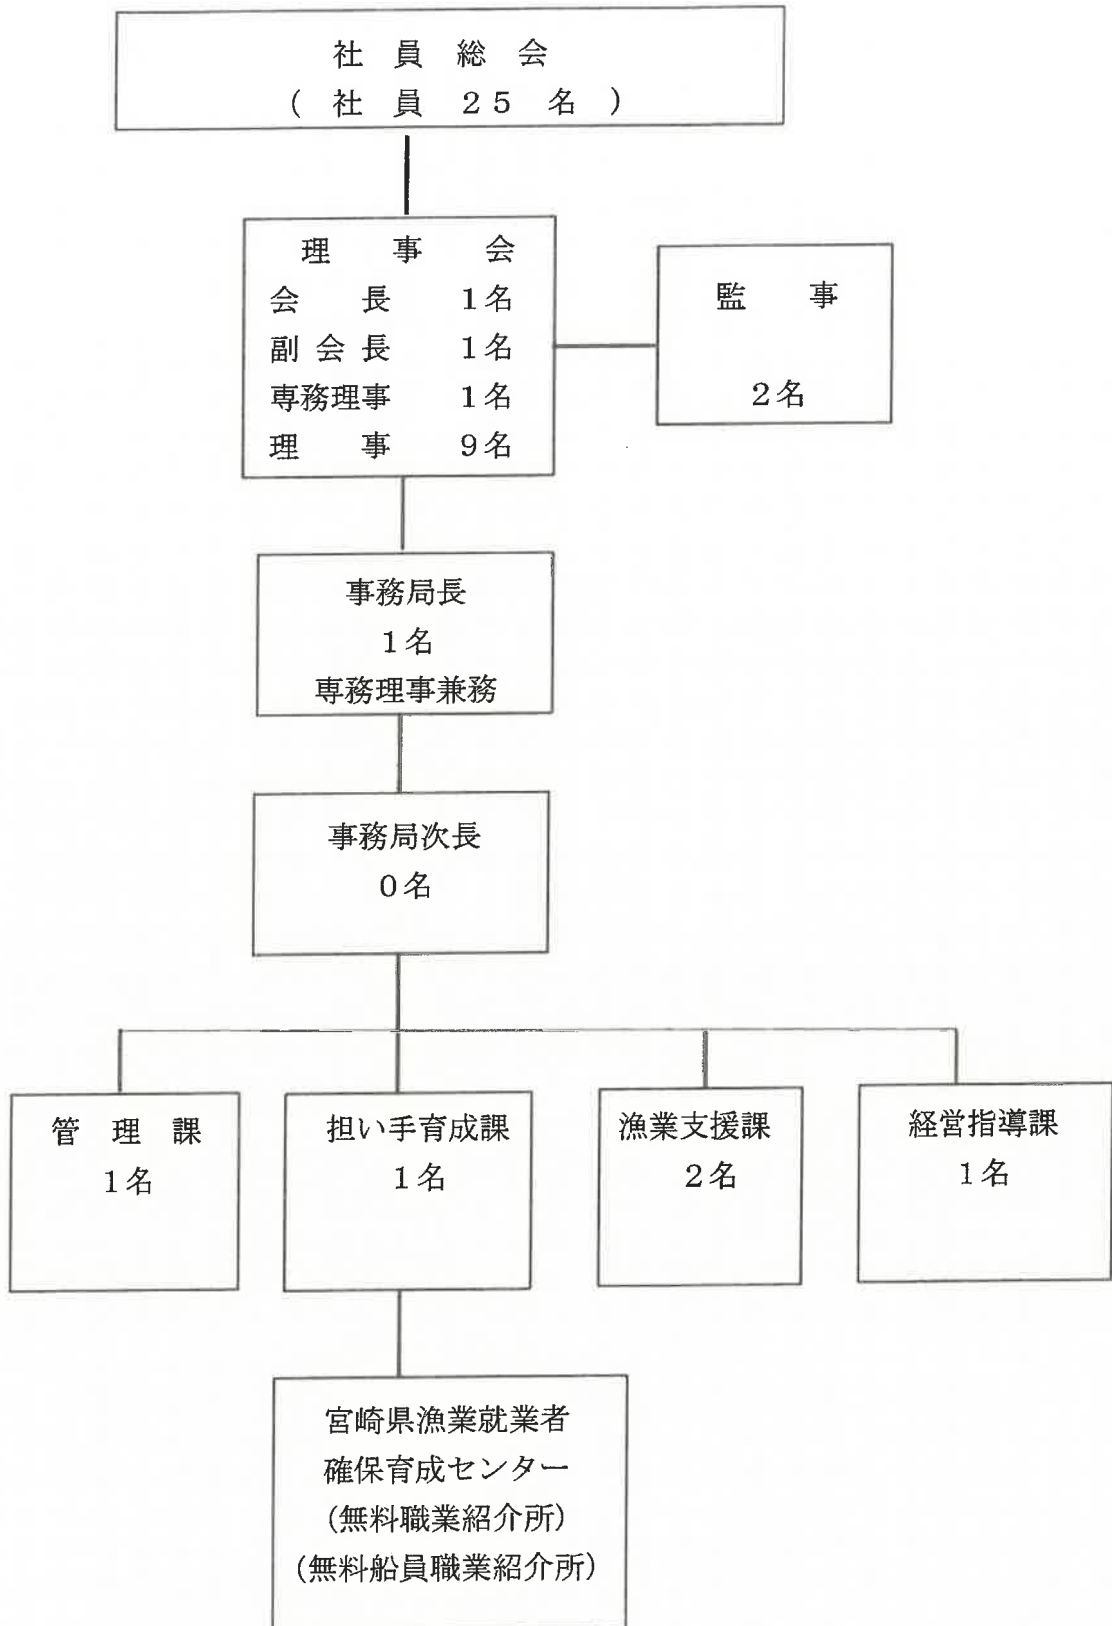 社員総会
(社員25名)
理事会
会長 1名
副会長 1名
専務理事 1名
理事 9名
監事
2名
事務局長
1名
専務理事兼務
事務局次長
0名
管理課
1名
担い手育成課
1名
漁業支援課
2名
経営指導課
1名
宮崎県漁業就業者
確保育成センター
(無料職業紹介所)
(無料船員職業紹介所)